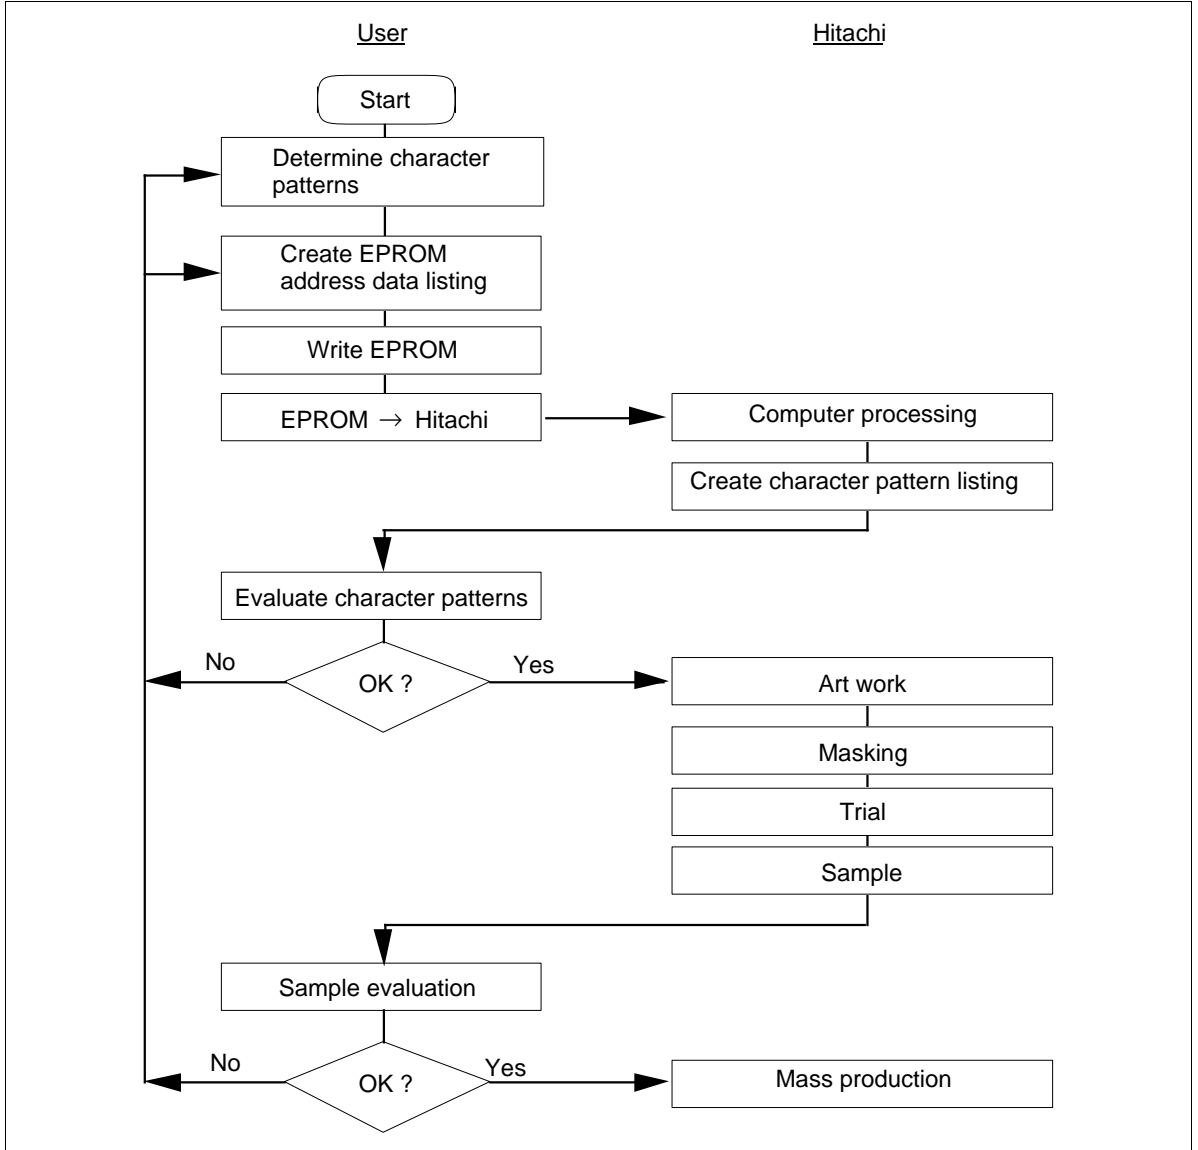 User
Hitachi
Start
Determine character
patterns
Create EPROM
address data listing
Write EPROM
EPROM → Hitachi
Computer processing
Create character pattern listing
Evaluate character patterns
No
OK ?
Yes
Art work
Masking
Trial
Sample
Sample evaluation
No
OK ?
Yes
Mass production